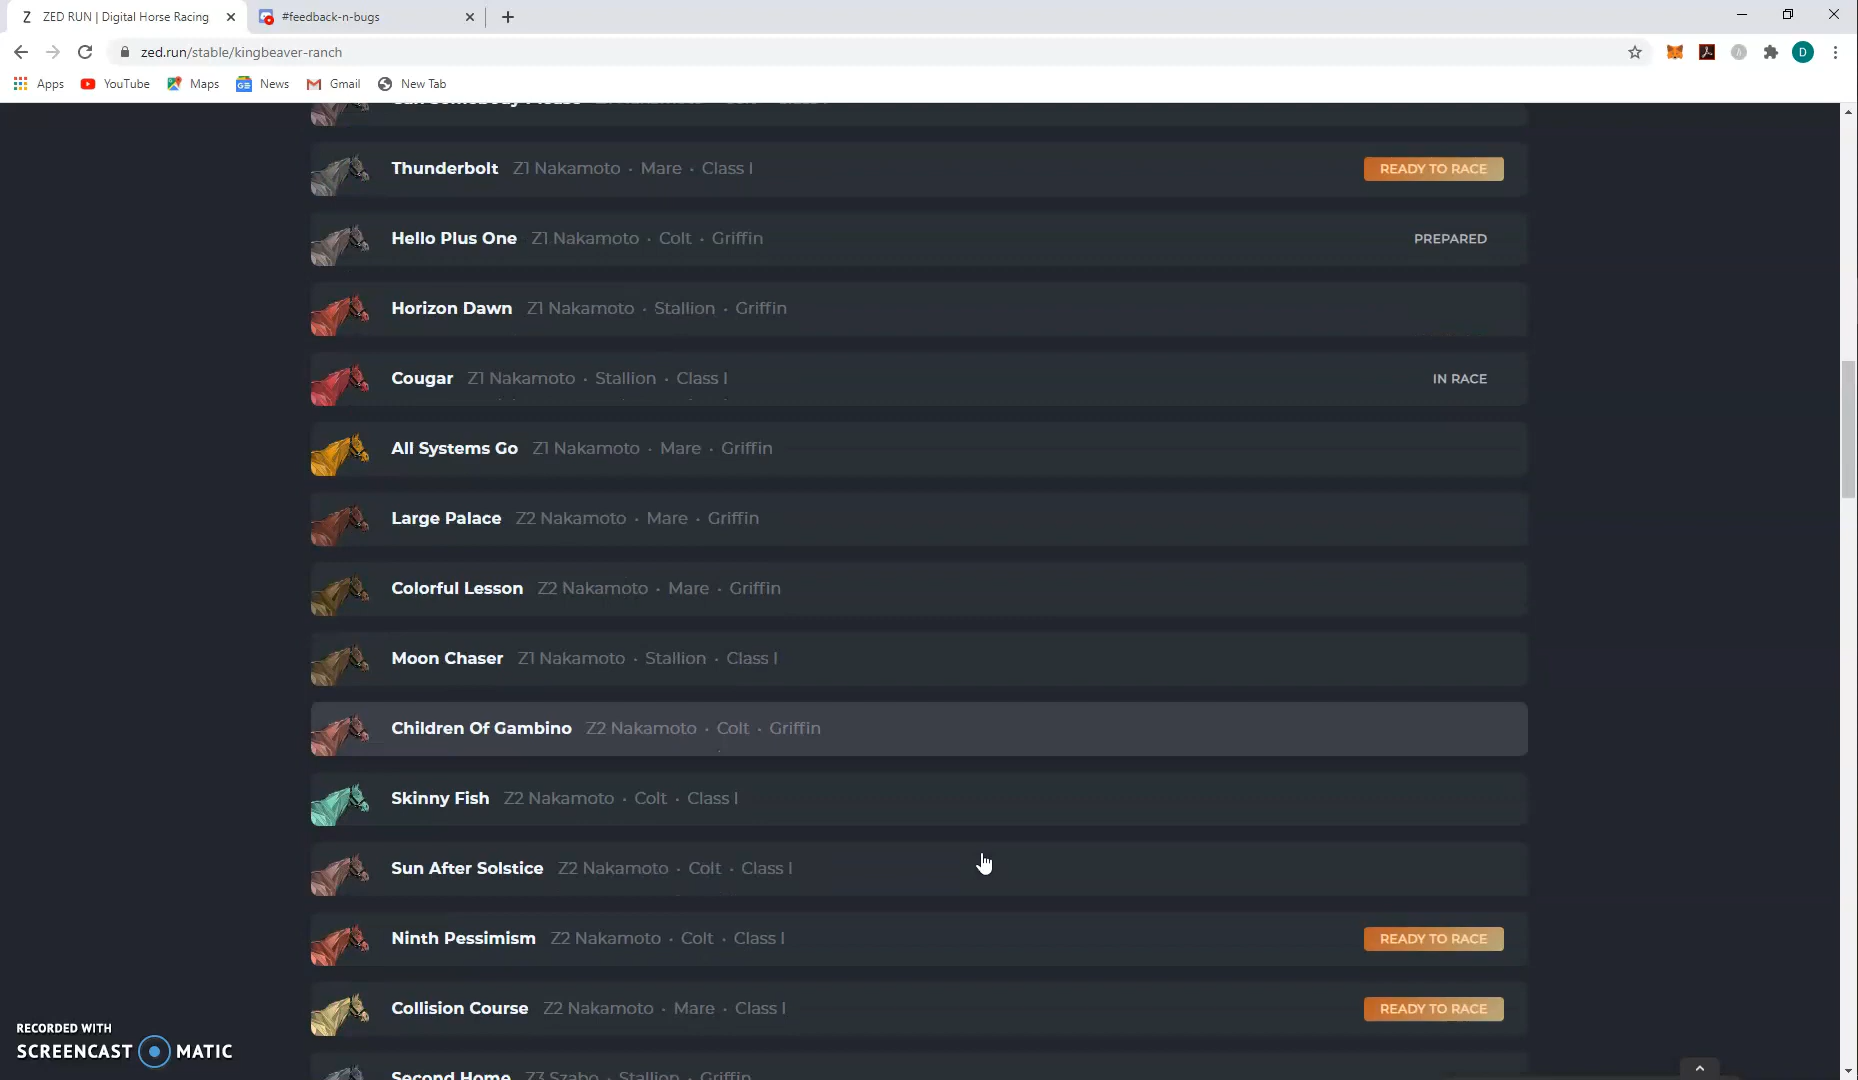 Z ZED RUN | Digital Horse Racing
#feedback-n-bugs
zed.run/stable/kingbeaver-ranch
D
Apps YouTube Maps News Gmail New Tab
Thunderbolt Z1 Nakamoto · Mare · Class I READY TO RACE
Hello Plus One Z1 Nakamoto · Colt · Griffin PREPARED
Horizon Dawn Z1 Nakamoto · Stallion · Griffin
Cougar Z1 Nakamoto · Stallion · Class I IN RACE
All Systems Go Z1 Nakamoto · Mare · Griffin
Large Palace Z2 Nakamoto · Mare · Griffin
Colorful Lesson Z2 Nakamoto · Mare · Griffin
Moon Chaser Z1 Nakamoto · Stallion · Class I
Children Of Gambino Z2 Nakamoto · Colt · Griffin
Skinny Fish Z2 Nakamoto · Colt · Class I
Sun After Solstice Z2 Nakamoto · Colt · Class I
Ninth Pessimism Z2 Nakamoto · Colt · Class I READY TO RACE
Collision Course Z2 Nakamoto · Mare · Class I READY TO RACE
Second Home Z3 Szabo · Stallion · Griffin
RECORDED WITH
SCREENCAST MATIC